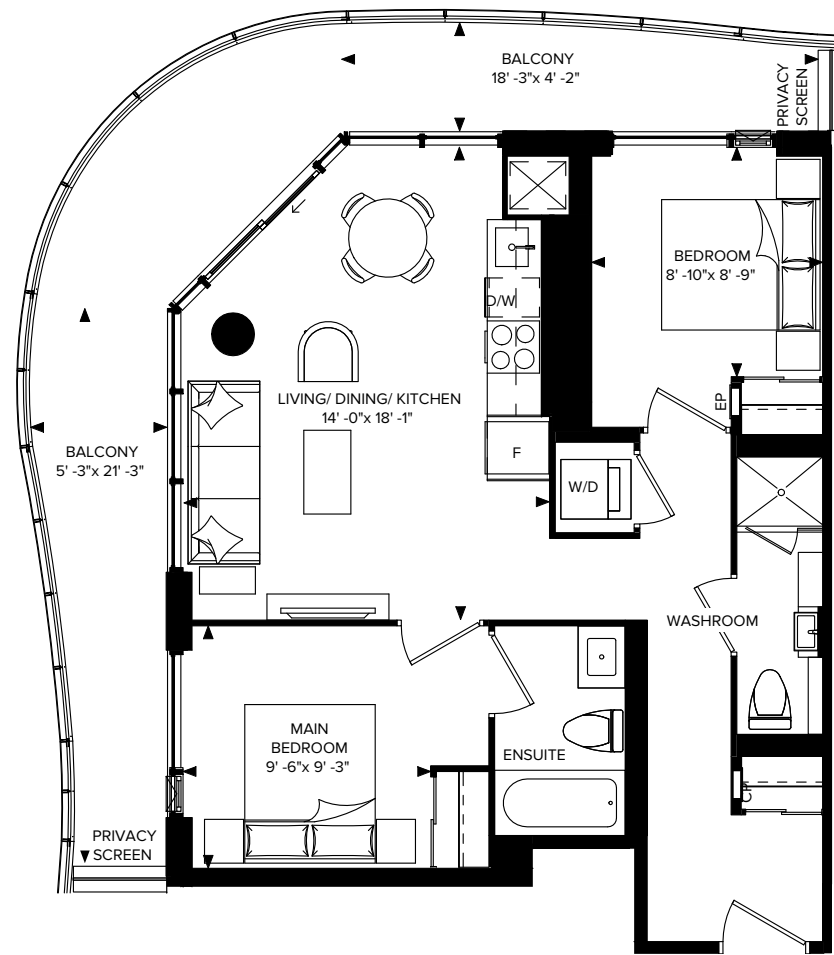 BALCONY
18' -3"x 4' -2"
PRIVACY
SCREEN
BEDROOM
8' -10"x 8' -9"
D/W
LIVING/ DINING/ KITCHEN
14' -0"x 18' -1"
EP
BALCONY
5' -3"x 21' -3"
F
W/D
WASHROOM
MAIN
BEDROOM
9' -6"x 9' -3"
ENSUITE
CP
PRIVACY
SCREEN